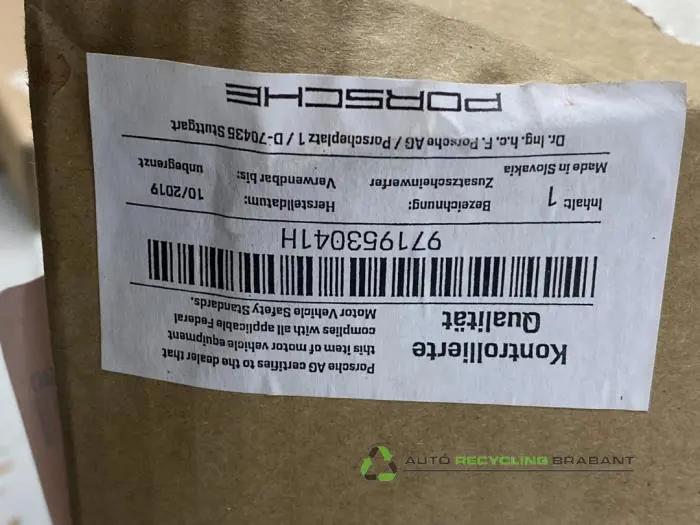 Kontrollierte
Qualität
Porsche AG certifies to the dealer that
this item of motor vehicle equipment
complies with all applicable Federal
Motor Vehicle Safety Standards.
971953041H
Inhalt: 1
Made in Slovakia
Bezeichnung:
Zusatzscheinwerfer
Herstelldatum: 10/2019
Verwendbar bis: unbegrenzt
Dr. Ing. h.c. F. Porsche AG / Porscheplatz 1 / D-70435 Stuttgart
PORSCHE
AUTO RECYCLING BRABANT